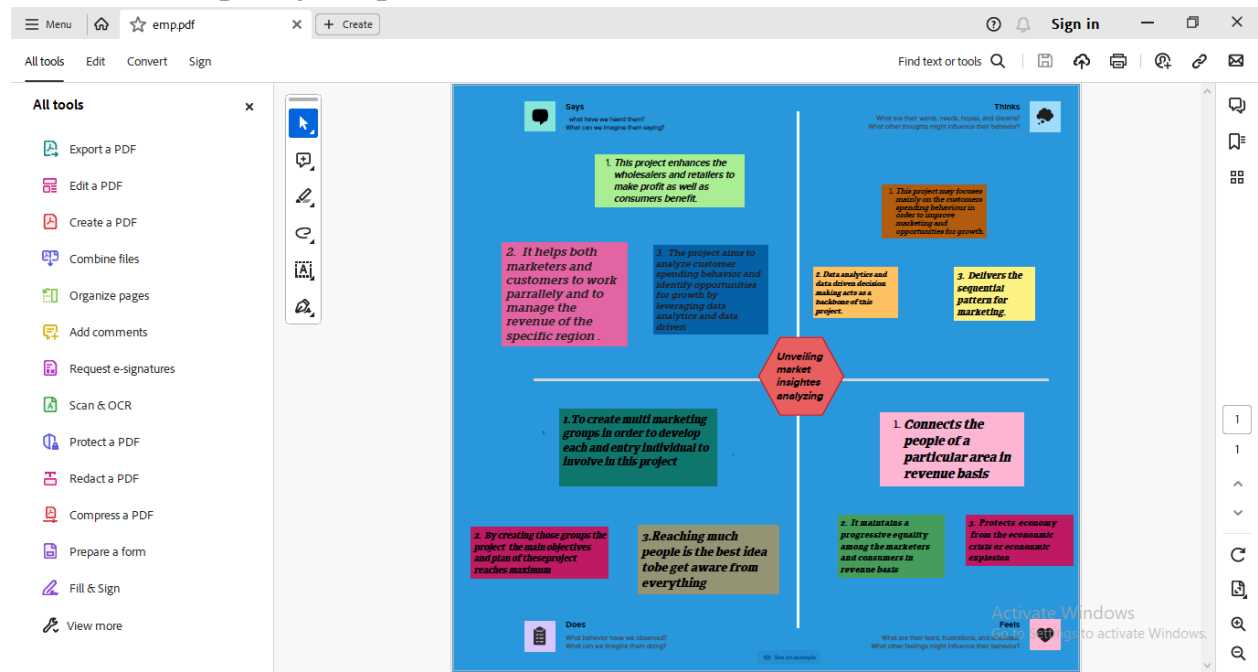 Menu
emp.pdf
Create
Sign in
All tools
Edit
Convert
Sign
Find text or tools
All tools
Export a PDF
Edit a PDF
Create a PDF
Combine files
Organize pages
Add comments
Request e-signatures
Scan & OCR
Protect a PDF
Redact a PDF
Compress a PDF
Prepare a form
Fill & Sign
View more
Says
what have we heard them?
What can we imagine them saying?
1. This project enhances the
wholesalers and retailers to
make profit as well as
consumers benefit.
2. It helps both
marketers and
customers to work
parrallely and to
manage the
revenue of the
specific region .
3. The project aims to
analyze customer
spending behavior and
identify opportunities
for growth by
leveraging data
analytics and data
driven
Thinks
What are their wants, needs, hopes, and dreams?
What other thoughts might influence their behavior?
1. This project may focuses
mainly on the customers
spending behaviour in
order to improve
marketing and
opportunities for growth.
2. Data analytics and
data driven decision
making acts as a
backbone of this
project.
3. Delivers the
sequential
pattern for
marketing.
Unveiling
market
insightes
analyzing
1.To create multi marketing
groups in order to develop
each and entry individual to
involve in this project
2. By creating those groups the
project the main objectives
and plan of theseproject
reaches maximum
3.Reaching much
people is the best idea
tobe get aware from
everything
Does
What behavior have we observed?
What can we imagine them doing?
1. Connects the
people of a
particular area in
revenue basis
2. It maintains a
progressive equality
among the marketers
and consumers in
revenue basis
3. Protects economy
from the econonmic
crisis or econonmic
explosion
Feels
What are their fears, frustrations, and
What other feelings might influence their behavior?
See an example
1
1
Activate Windows
Go to Settings to activate Windows.